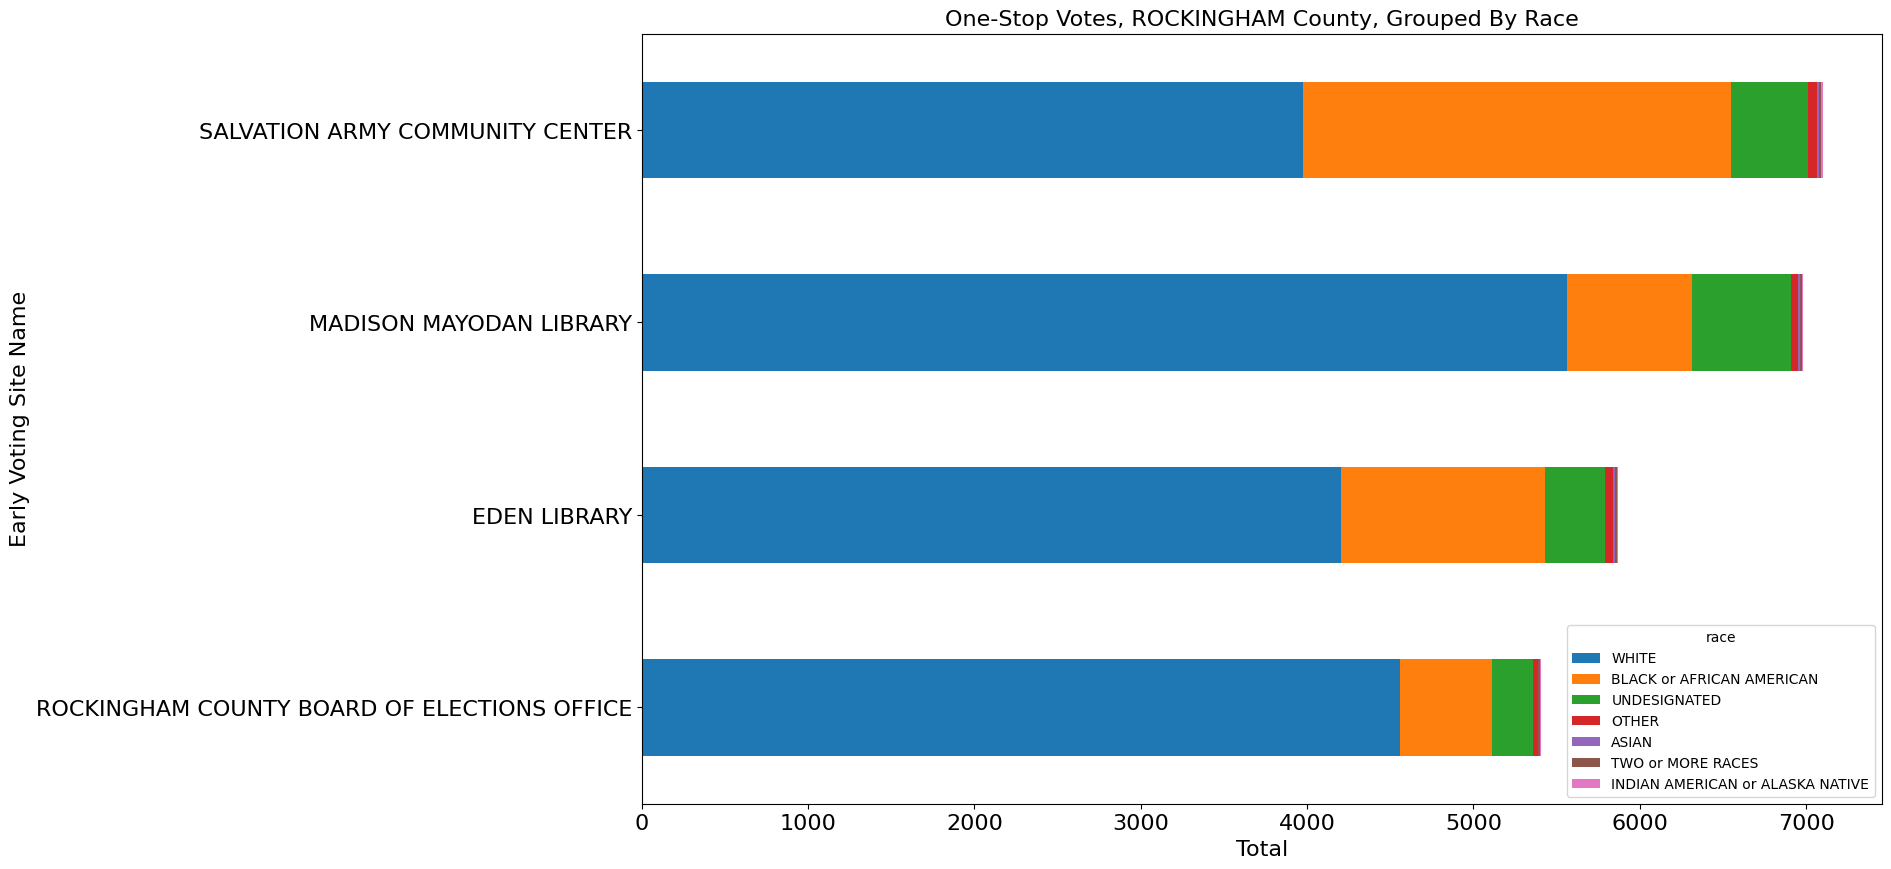 One-Stop Votes, ROCKINGHAM County, Grouped By Race
Early Voting Site Name
SALVATION ARMY COMMUNITY CENTER
MADISON MAYODAN LIBRARY
EDEN LIBRARY
ROCKINGHAM COUNTY BOARD OF ELECTIONS OFFICE
race
WHITE
BLACK or AFRICAN AMERICAN
UNDESIGNATED
OTHER
ASIAN
TWO or MORE RACES
INDIAN AMERICAN or ALASKA NATIVE
0 1000 2000 3000 4000 5000 6000 7000
Total